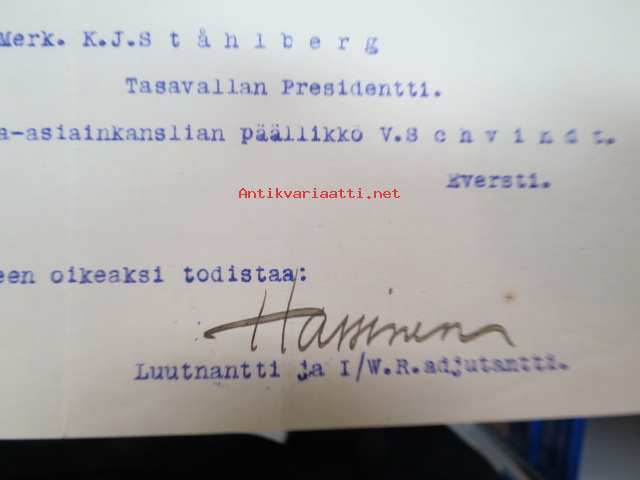 Merk. K.J.S t å h l b e r g
Tasavallan Presidentti.
a-asiainkanslian päällikkö V.S c h v i n d t.
Eversti.
Antikvariaatti.net
een oikeaksi todistaa:
Hassinen
Luutnantti ja I/W.R.adjutantti.